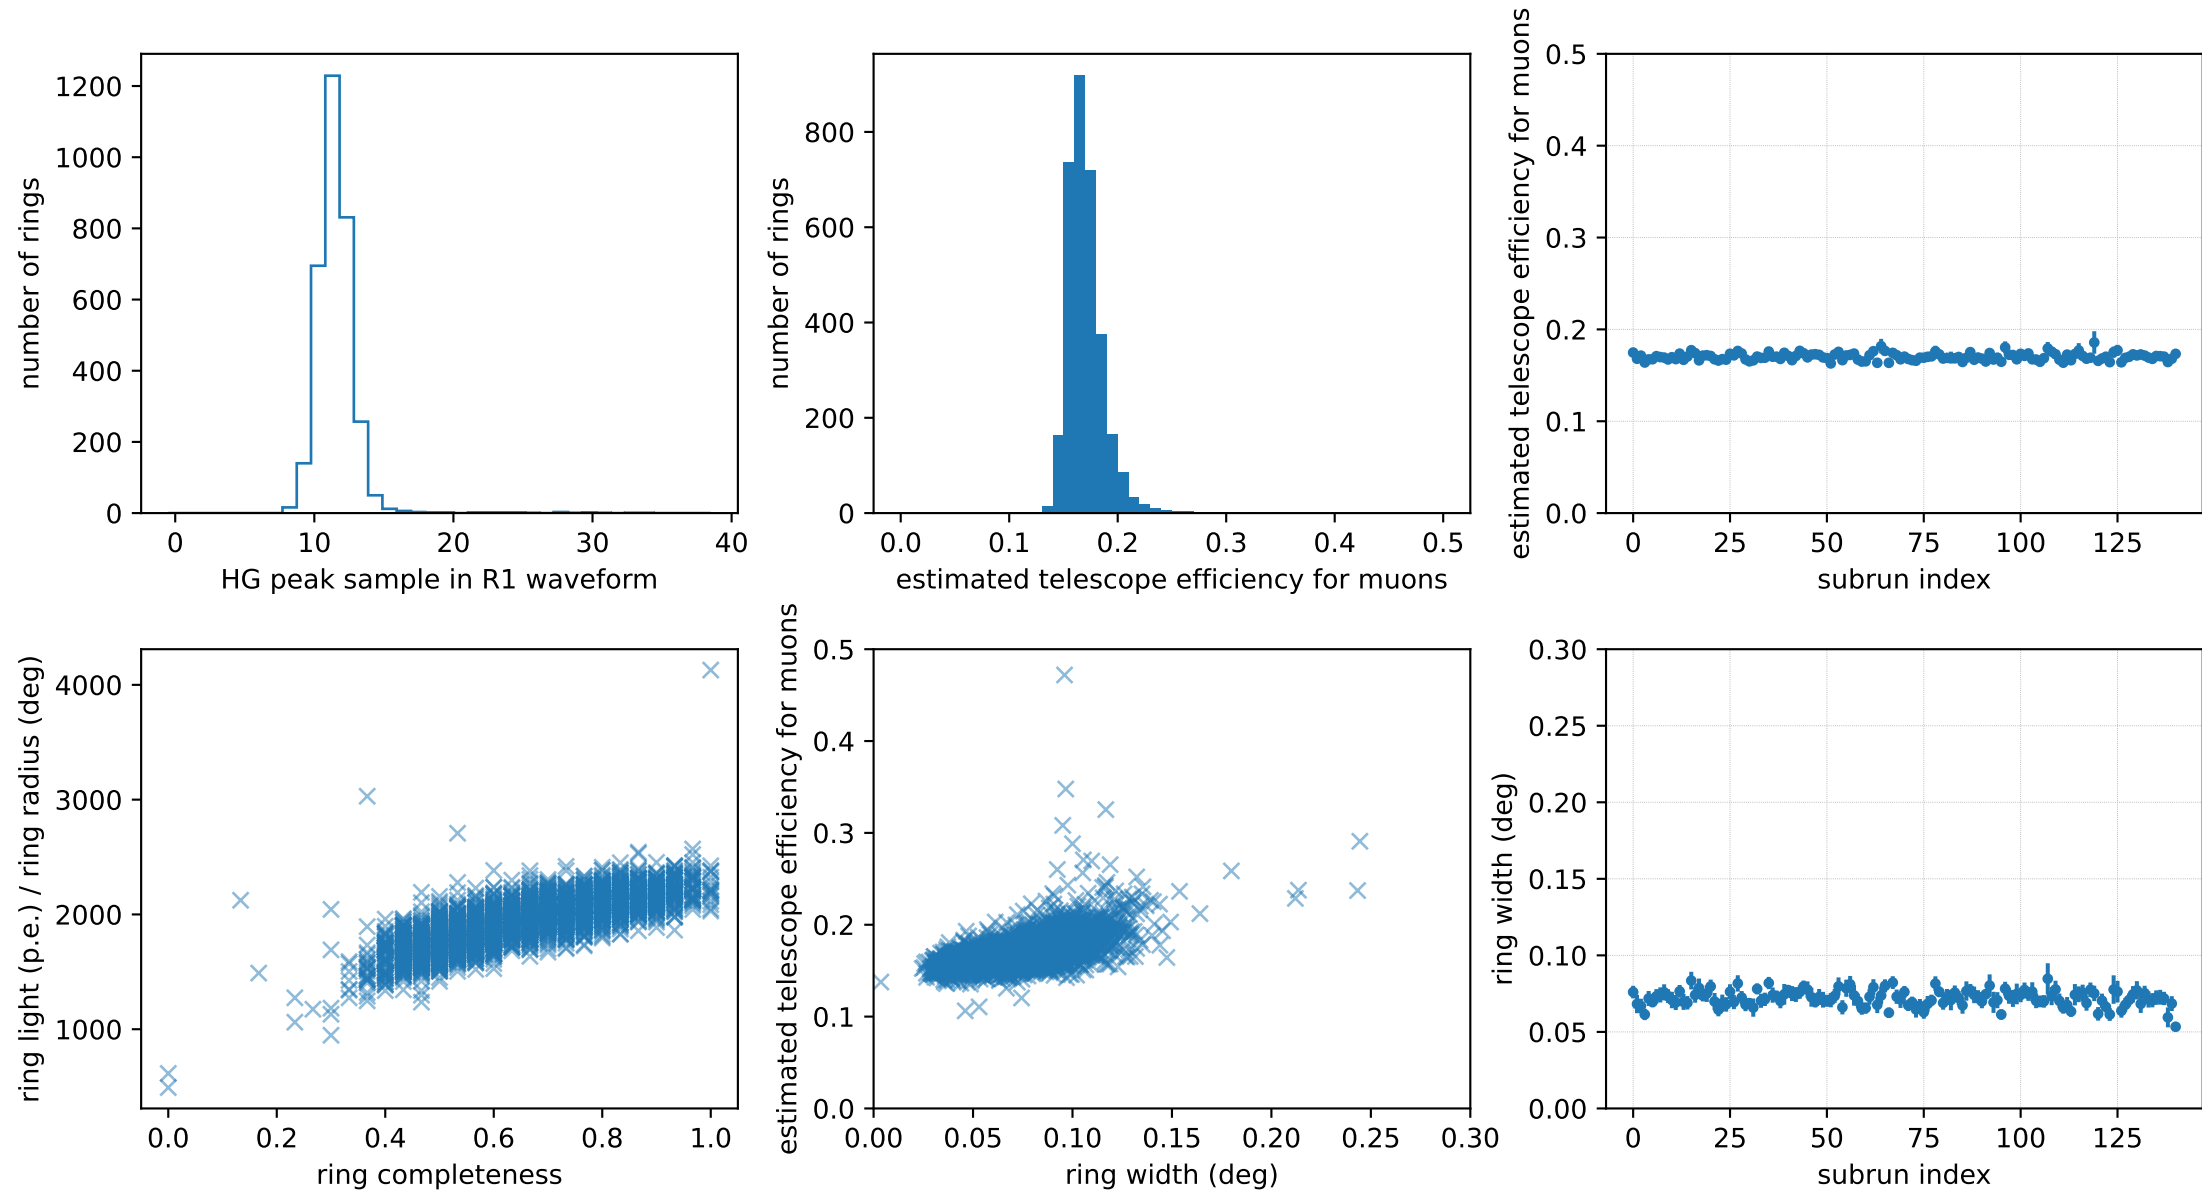 number of rings
1200
1000
800
600
400
200
0
0 10 20 30 40
HG peak sample in R1 waveform
number of rings
800
600
400
200
0
0.0 0.1 0.2 0.3 0.4 0.5
estimated telescope efficiency for muons
estimated telescope efficiency for muons
0.5
0.4
0.3
0.2
0.1
0.0
0 25 50 75 100 125
subrun index
ring light (p.e.) / ring radius (deg)
4000
3000
2000
1000
0.0 0.2 0.4 0.6 0.8 1.0
ring completeness
estimated telescope efficiency for muons
0.5
0.4
0.3
0.2
0.1
0.0
0.00 0.05 0.10 0.15 0.20 0.25 0.30
ring width (deg)
ring width (deg)
0.30
0.25
0.20
0.15
0.10
0.05
0.00
0 25 50 75 100 125
subrun index